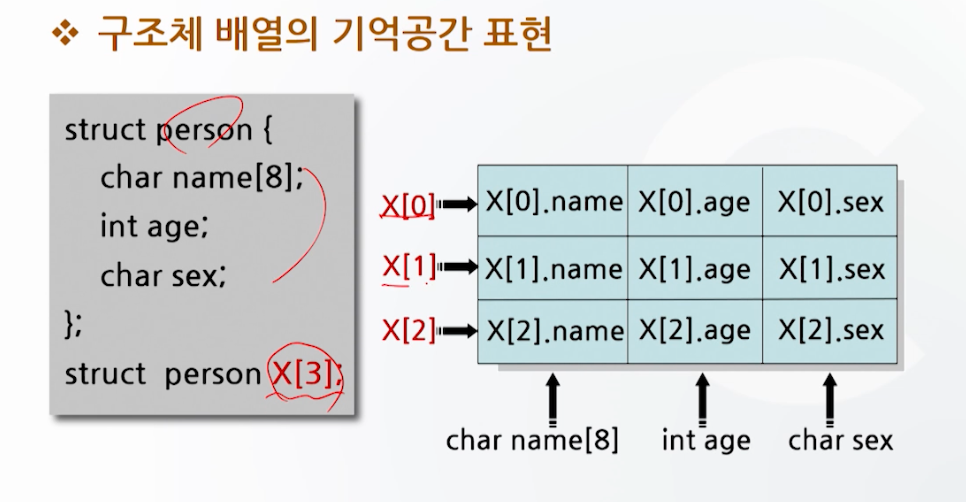 ❖ 구조체 배열의 기억공간 표현
struct person {
char name[8];
int age;
char sex;
};
struct person X[3];
X[0] X[0].name X[0].age X[0].sex
X[1] X[1].name X[1].age X[1].sex
X[2] X[2].name X[2].age X[2].sex
char name[8] int age char sex